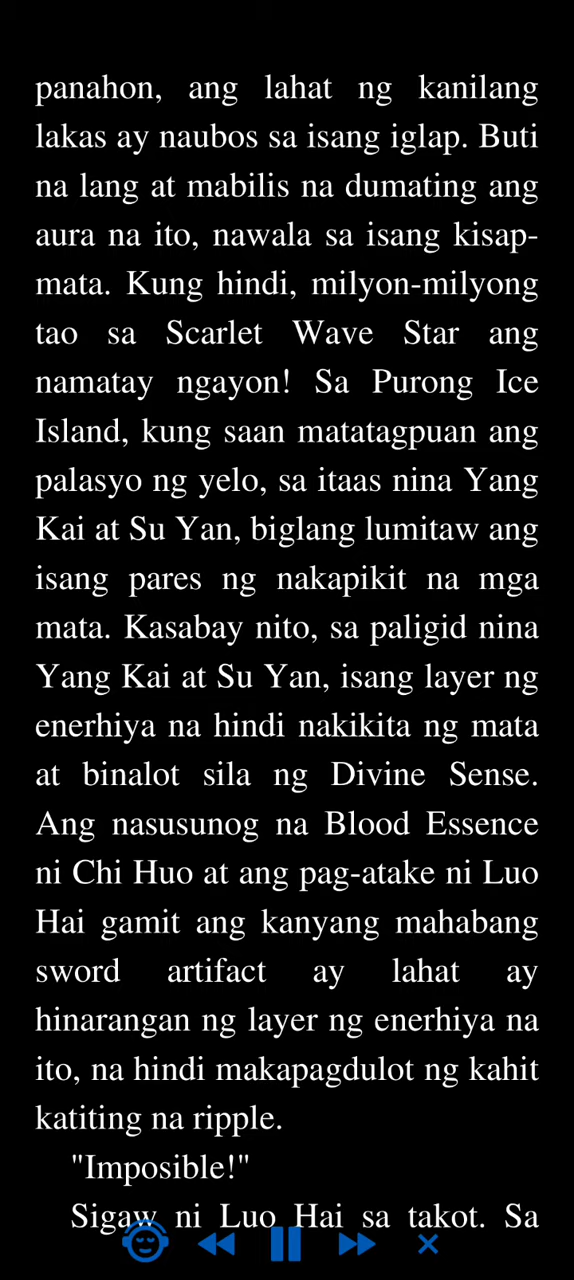 panahon, ang lahat ng kanilang
lakas ay naubos sa isang iglap. Buti
na lang at mabilis na dumating ang
aura na ito, nawala sa isang kisap-
mata. Kung hindi, milyon-milyong
tao sa Scarlet Wave Star ang
namatay ngayon! Sa Purong Ice
Island, kung saan matatagpuan ang
palasyo ng yelo, sa itaas nina Yang
Kai at Su Yan, biglang lumitaw ang
isang pares ng nakapikit na mga
mata. Kasabay nito, sa paligid nina
Yang Kai at Su Yan, isang layer ng
enerhiya na hindi nakikita ng mata
at binalot sila ng Divine Sense.
Ang nasusunog na Blood Essence
ni Chi Huo at ang pag-atake ni Luo
Hai gamit ang kanyang mahabang
sword artifact ay lahat ay
hinarangan ng layer ng enerhiya na
ito, na hindi makapagdulot ng kahit
katiting na ripple.
"Imposible!"
Sigaw ni Luo Hai sa takot. Sa